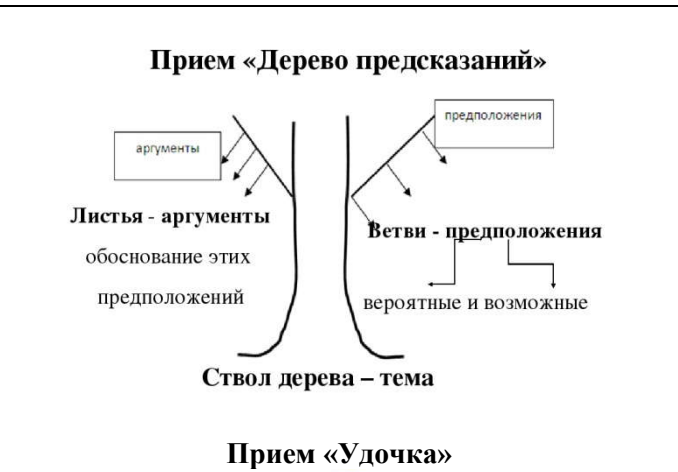 Прием «Дерево предсказаний»
предположения
аргументы
Листья - аргументы
обоснование этих
предположений
Ветви - предположения
вероятные и возможные
Ствол дерева – тема
Прием «Удочка»